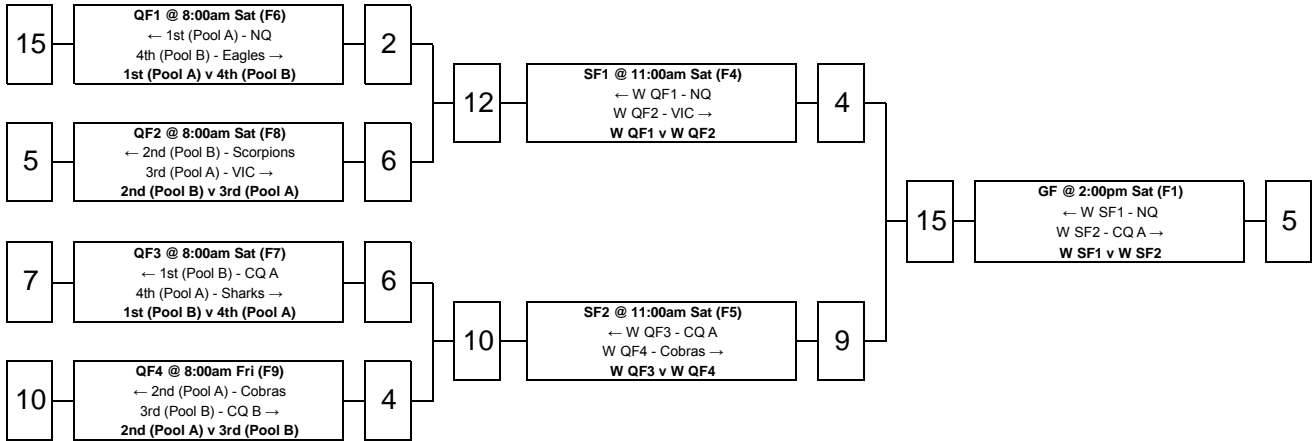 15
QF1 @ 8:00am Sat (F6)
← 1st (Pool A) - NQ
4th (Pool B) - Eagles →
1st (Pool A) v 4th (Pool B)
2
5
QF2 @ 8:00am Sat (F8)
← 2nd (Pool B) - Scorpions
3rd (Pool A) - VIC →
2nd (Pool B) v 3rd (Pool A)
6
7
QF3 @ 8:00am Sat (F7)
← 1st (Pool B) - CQ A
4th (Pool A) - Sharks →
1st (Pool B) v 4th (Pool A)
6
10
QF4 @ 8:00am Fri (F9)
← 2nd (Pool A) - Cobras
3rd (Pool B) - CQ B →
2nd (Pool A) v 3rd (Pool B)
4
12
SF1 @ 11:00am Sat (F4)
← W QF1 - NQ
W QF2 - VIC →
W QF1 v W QF2
4
10
SF2 @ 11:00am Sat (F5)
← W QF3 - CQ A
W QF4 - Cobras →
W QF3 v W QF4
9
15
GF @ 2:00pm Sat (F1)
← W SF1 - NQ
W SF2 - CQ A →
W SF1 v W SF2
5